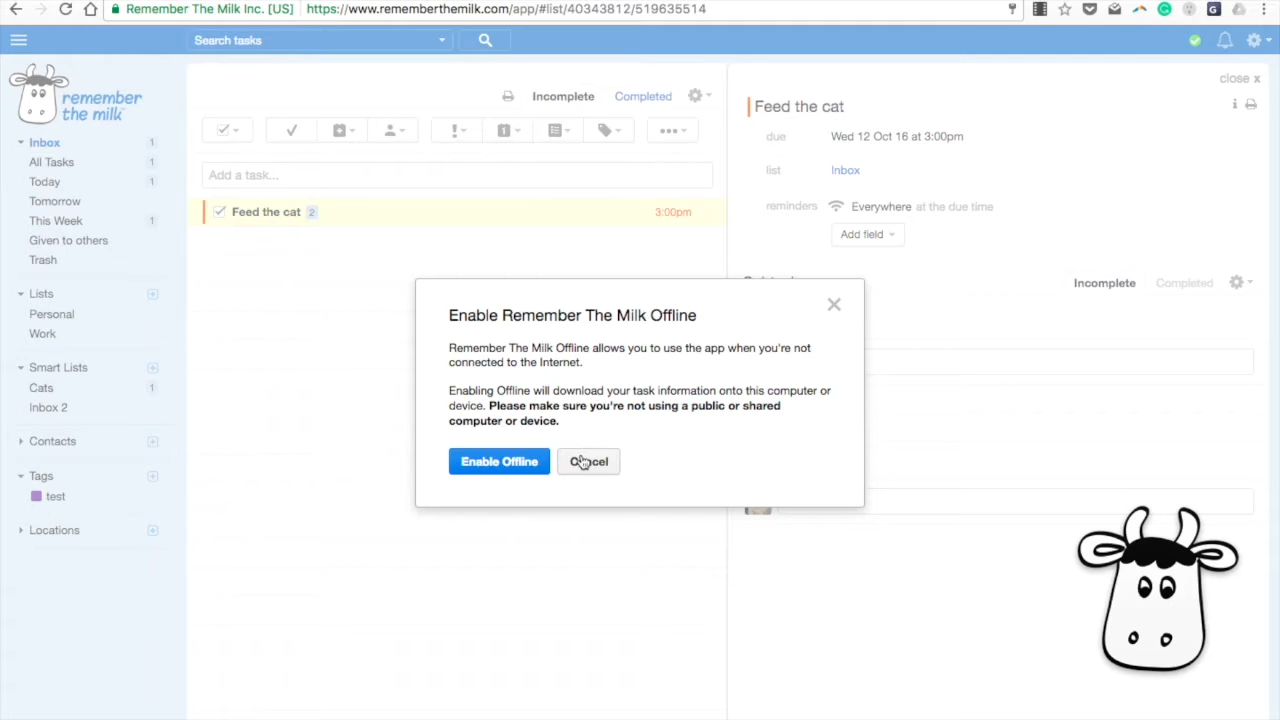 Remember The Milk Inc. [US]
https://www.rememberthemilk.com/app/#list/40343812/519635514
Search tasks
remember
the milk
Inbox 1
All Tasks 1
Today 1
Tomorrow
This Week 1
Given to others
Trash
Lists
Personal
Work
Smart Lists
Cats 1
Inbox 2
Contacts
Tags
test
Locations
Incomplete Completed
Add a task...
Feed the cat 2 3:00pm
close x
Feed the cat
due Wed 12 Oct 16 at 3:00pm
list Inbox
reminders Everywhere at the due time
Add field
Incomplete Completed
Enable Remember The Milk Offline
Remember The Milk Offline allows you to use the app when you're not
connected to the Internet.
Enabling Offline will download your task information onto this computer or
device. Please make sure you're not using a public or shared
computer or device.
Enable Offline